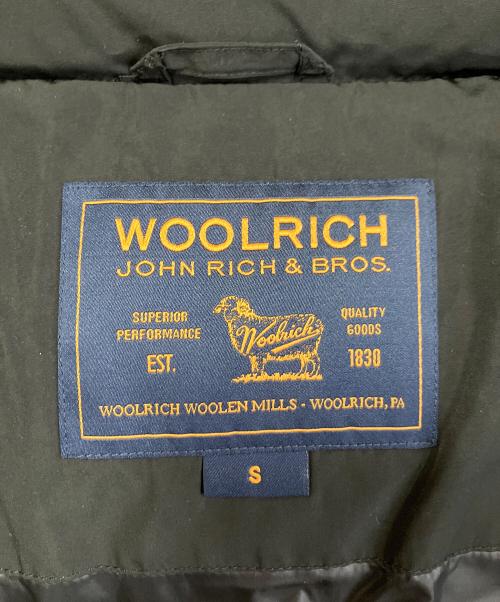 WOOLRICH
JOHN RICH & BROS.
SUPERIOR
PERFORMANCE
EST.
Woolrich
QUALITY
GOODS
1830
WOOLRICH WOOLEN MILLS - WOOLRICH, PA
S